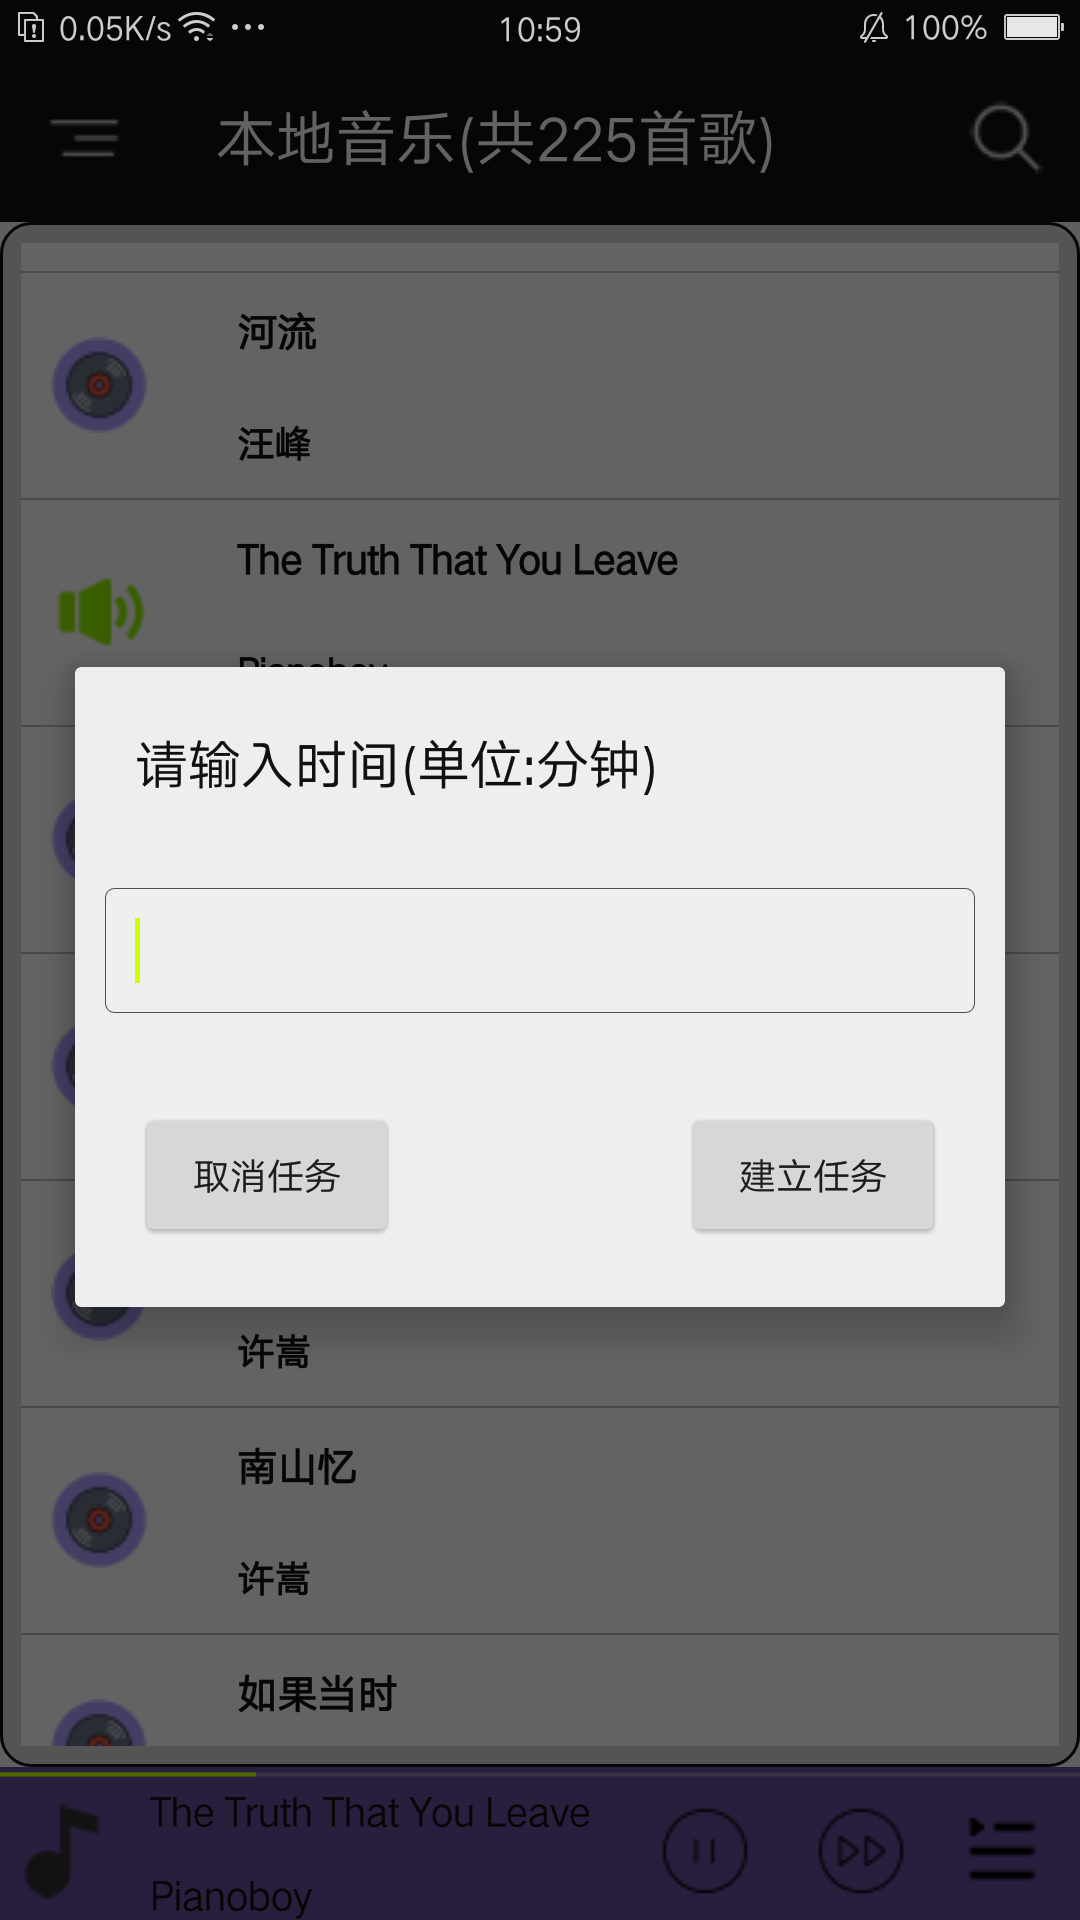 0.05K/s ... 10:59 100%
本地音乐(共225首歌)
河流
汪峰
The Truth That You Leave
Pianoboy
请输入时间(单位:分钟)
取消任务 建立任务
许嵩
南山忆
许嵩
如果当时
The Truth That You Leave
Pianoboy